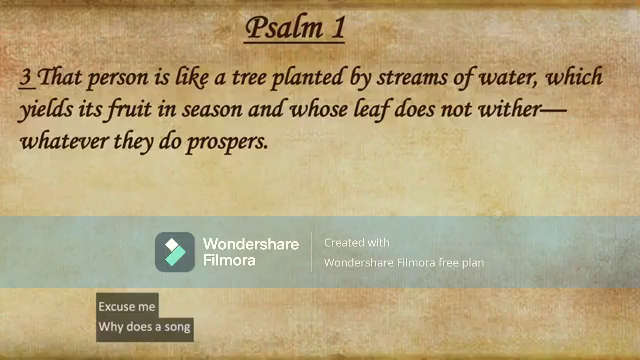 Psalm 1
3 That person is like a tree planted by streams of water, which
yields its fruit in season and whose leaf does not wither—
whatever they do prospers.
Wondershare
Filmora
Created with
Wondershare Filmora free plan
Excuse me
Why does a song